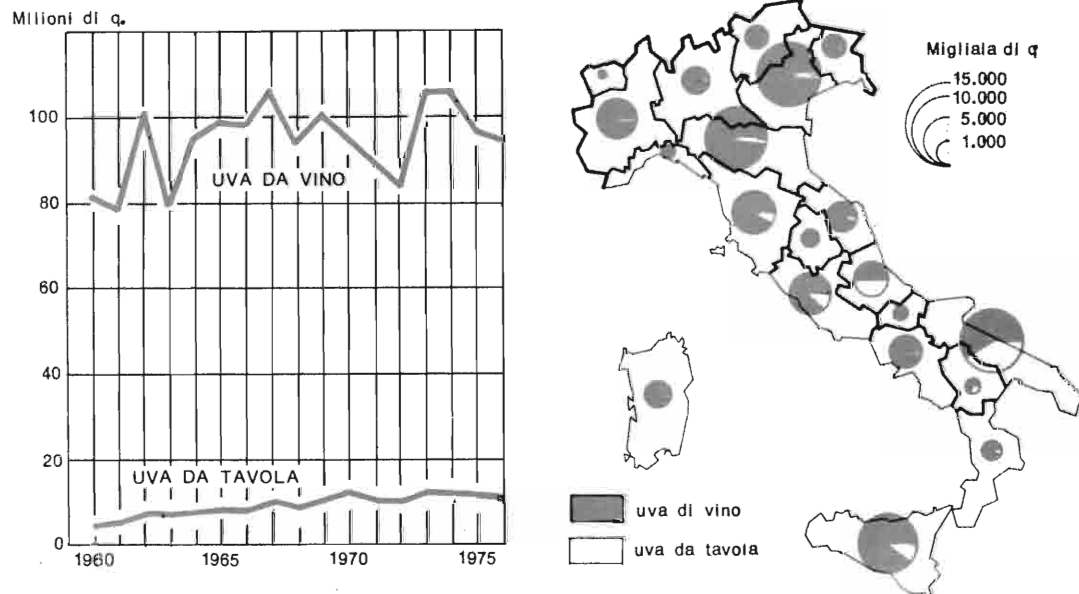 Milioni di q.
100
80
60
40
20
0
UVA DA VINO
UVA DA TAVOLA
1960
1965
1970
1975
Migliaia di q
15.000
10.000
5.000
1.000
uva di vino
uva da tavola